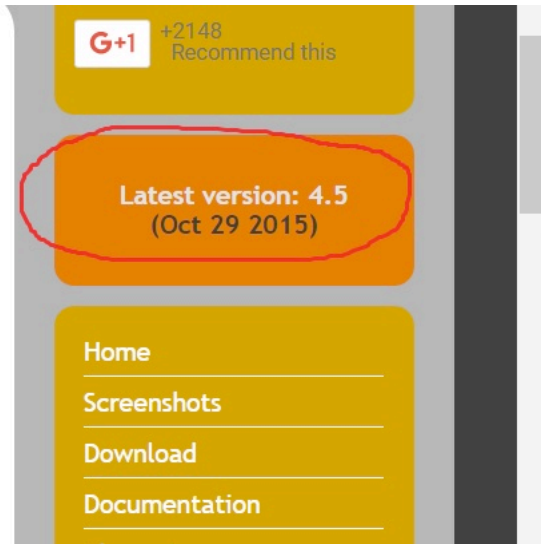 G+1
+2148
Recommend this
Latest version: 4.5
(Oct 29 2015)
Home
Screenshots
Download
Documentation